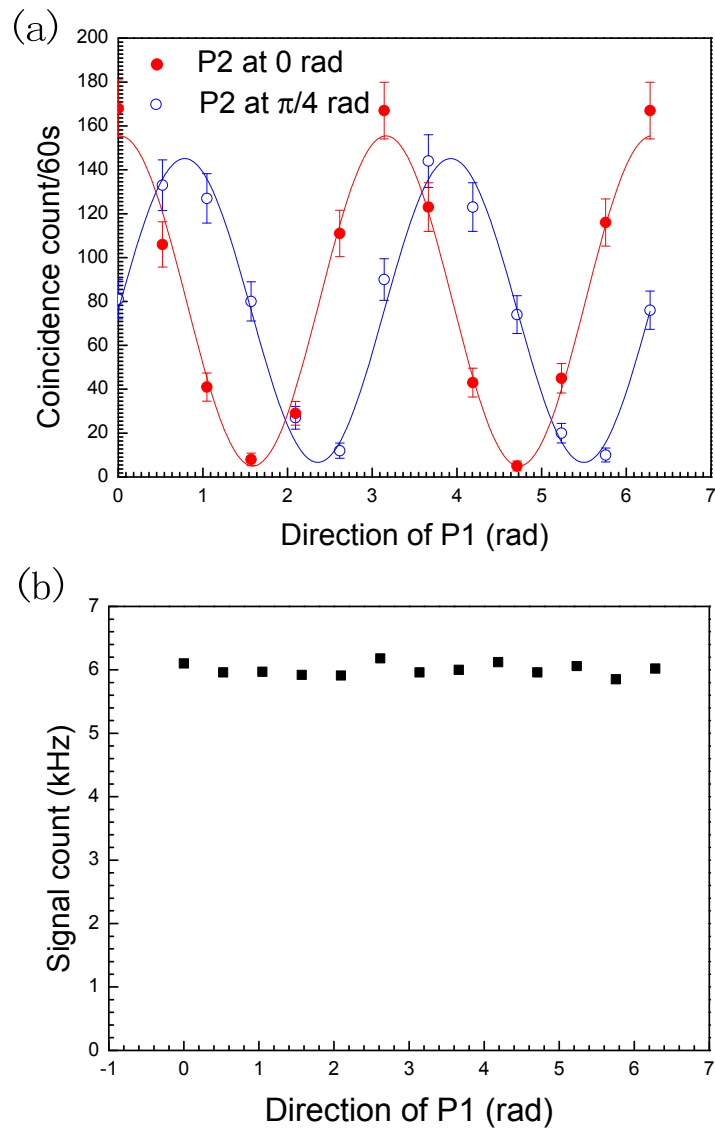 (a)
200
180
160
140
120
100
80
60
40
20
0
Coincidence count/60s
P2 at 0 rad
P2 at π/4 rad
0 1 2 3 4 5 6 7
Direction of P1 (rad)
(b)
7
6
5
4
3
2
1
0
Signal count (kHz)
-1 0 1 2 3 4 5 6 7
Direction of P1 (rad)